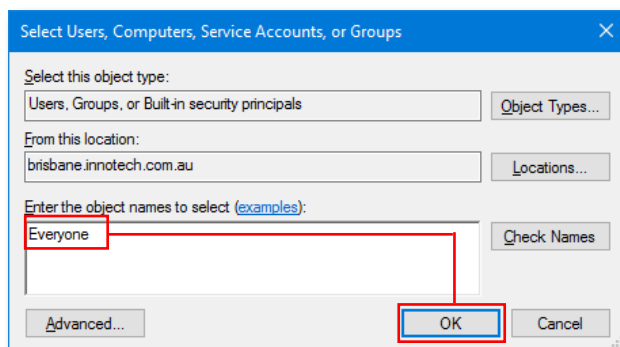 Select Users, Computers, Service Accounts, or Groups
Select this object type:
Users, Groups, or Built-in security principals
Object Types...
From this location:
brisbane.innotech.com.au
Locations...
Enter the object names to select (examples):
Everyone
Check Names
Advanced...
OK
Cancel